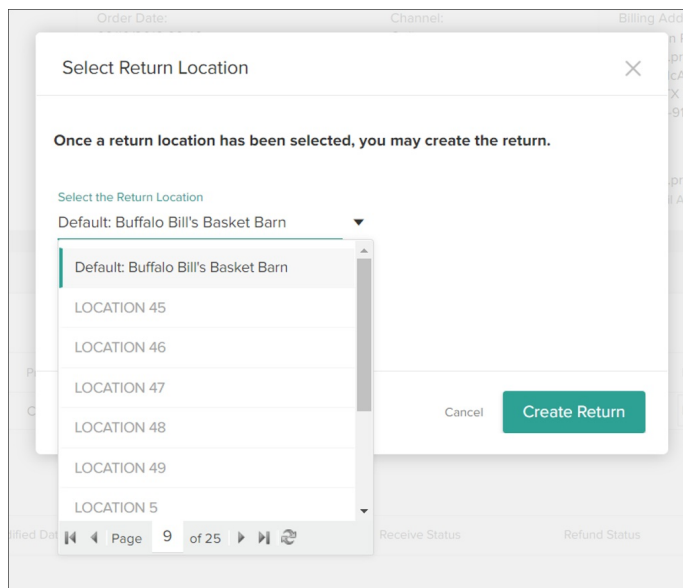 Order Date:
Channel:
Billing Add
Select Return Location
Once a return location has been selected, you may create the return.
Select the Return Location
Default: Buffalo Bill's Basket Barn
Default: Buffalo Bill's Basket Barn
LOCATION 45
LOCATION 46
LOCATION 47
LOCATION 48
LOCATION 49
LOCATION 5
Cancel
Create Return
Page 9 of 25
Receive Status
Refund Status